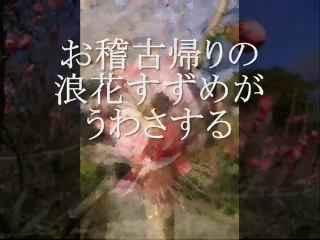 お稽古帰りの
浪花すずめが
うわさする